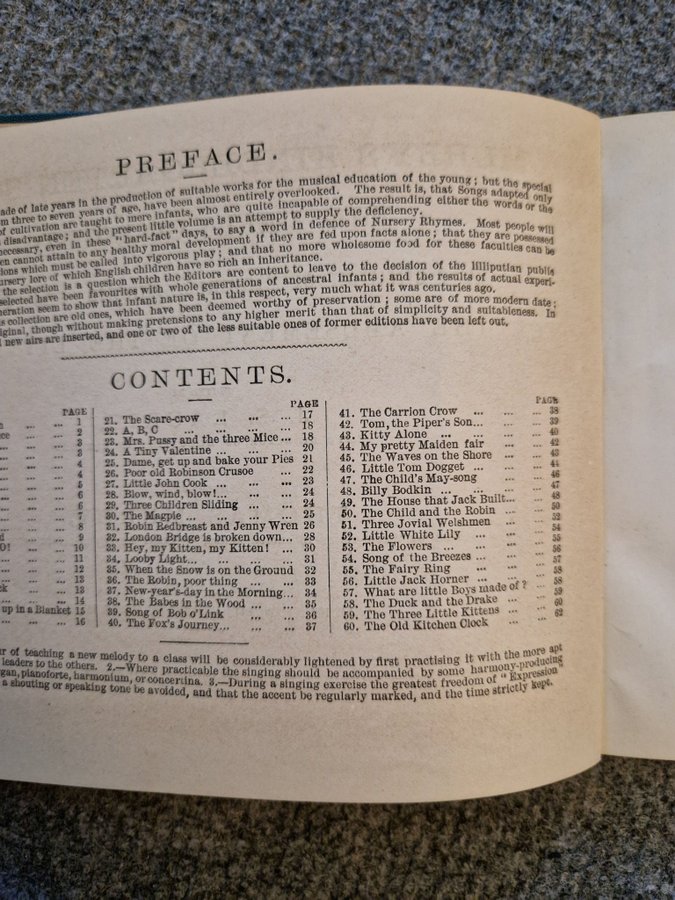 PREFACE.
ade of late years in the production of suitable works for the musical education of the young; but the special
m three to seven years of age, have been almost entirely overlooked. The result is, that Songs adapted only
of cultivation are taught to mere infants, who are quite incapable of comprehending either the words or the
disadvantage; and the present little volume is an attempt to supply the deficiency.
necessary, even in these "hard-fact" days, to say a word in defence of Nursery Rhymes. Most people will
en cannot attain to any healthy moral development if they are fed upon facts alone; that they are possessed
ions which must be called into vigorous play; and that no more wholesome food for these faculties can be
ursery lore of which English children have so rich an inheritance.
the selection is a question which the Editors are content to leave to the decision of the lilliputian public
selected have been favourites with whole generations of ancestral infants; and the results of actual experi-
neration seem to show that infant nature is, in this respect, very much what it was centuries ago.
s collection are old ones, which have been deemed worthy of preservation; some are of more modern date;
iginal, though without making pretensions to any higher merit than that of simplicity and suitableness. In
l new airs are inserted, and one or two of the less suitable ones of former editions have been left out.
CONTENTS.
PAGE
... ... 1
ce ... ... 2
... ... 3
... ... 3
... ... 4
... ... 4
... ... 5
... ... 6
... ... 6
... ... 7
... ... 8
d ... ... 9
O! ... ... 10
... ... 11
... ... 12
... ... 13
ck ... 13
... ... 14
up in a Blanket 15
... ... 16
PAGE
21. The Scare-crow ... ... ... 17
22. A, B, C ... ... ... ... 18
23. Mrs. Pussy and the three Mice ... 18
24. A Tiny Valentine ... ... ... 20
25. Dame, get up and bake your Pies 21
26. Poor old Robinson Crusoe ... 22
27. Little John Cook ... ... ... 23
28. Blow, wind, blow!... ... ... 24
29. Three Children Sliding ... ... 24
30. The Magpie ... ... ... ... 25
31. Robin Redbreast and Jenny Wren 26
32. London Bridge is broken down... 28
33. Hey, my Kitten, my Kitten! ... 30
34. Looby Light... ... ... ... 31
35. When the Snow is on the Ground 32
36. The Robin, poor thing ... ... 33
37. New-year's-day in the Morning... 34
38. The Babes in the Wood ... ... 35
39. Song of Bob o'Link ... ... 36
40. The Fox's Journey... ... ... 37
PAGE
41. The Carrion Crow ... ... ... 38
42. Tom, the Piper's Son... ... ... 39
43. Kitty Alone ... ... ... ... 40
44. My pretty Maiden fair ... ... 42
45. The Waves on the Shore ... ... 43
46. Little Tom Dogget ... ... ... 44
47. The Child's May-song ... ... 46
48. Billy Bodkin ... ... ... ... 47
49. The House that Jack Built... ... 48
50. The Child and the Robin ... ... 50
51. Three Jovial Welshmen ... ... 52
52. Little White Lily ... ... ... 54
53. The Flowers ... ... ... ... 55
54. Song of the Breezes ... ... ... 56
55. The Fairy Ring ... ... ... 57
56. Little Jack Horner ... ... ... 58
57. What are little Boys made of? ... 58
58. The Duck and the Drake ... ... 59
59. The Three Little Kittens ... ... 60
60. The Old Kitchen Clock ... ... 62
ur of teaching a new melody to a class will be considerably lightened by first practising it with the more apt
leaders to the others. 2.—Where practicable the singing should be accompanied by some harmony-producing
gan, pianoforte, harmonium, or concertina. 3.—During a singing exercise the greatest freedom of "Expression"
a shouting or speaking tone be avoided, and that the accent be regularly marked, and the time strictly kept.